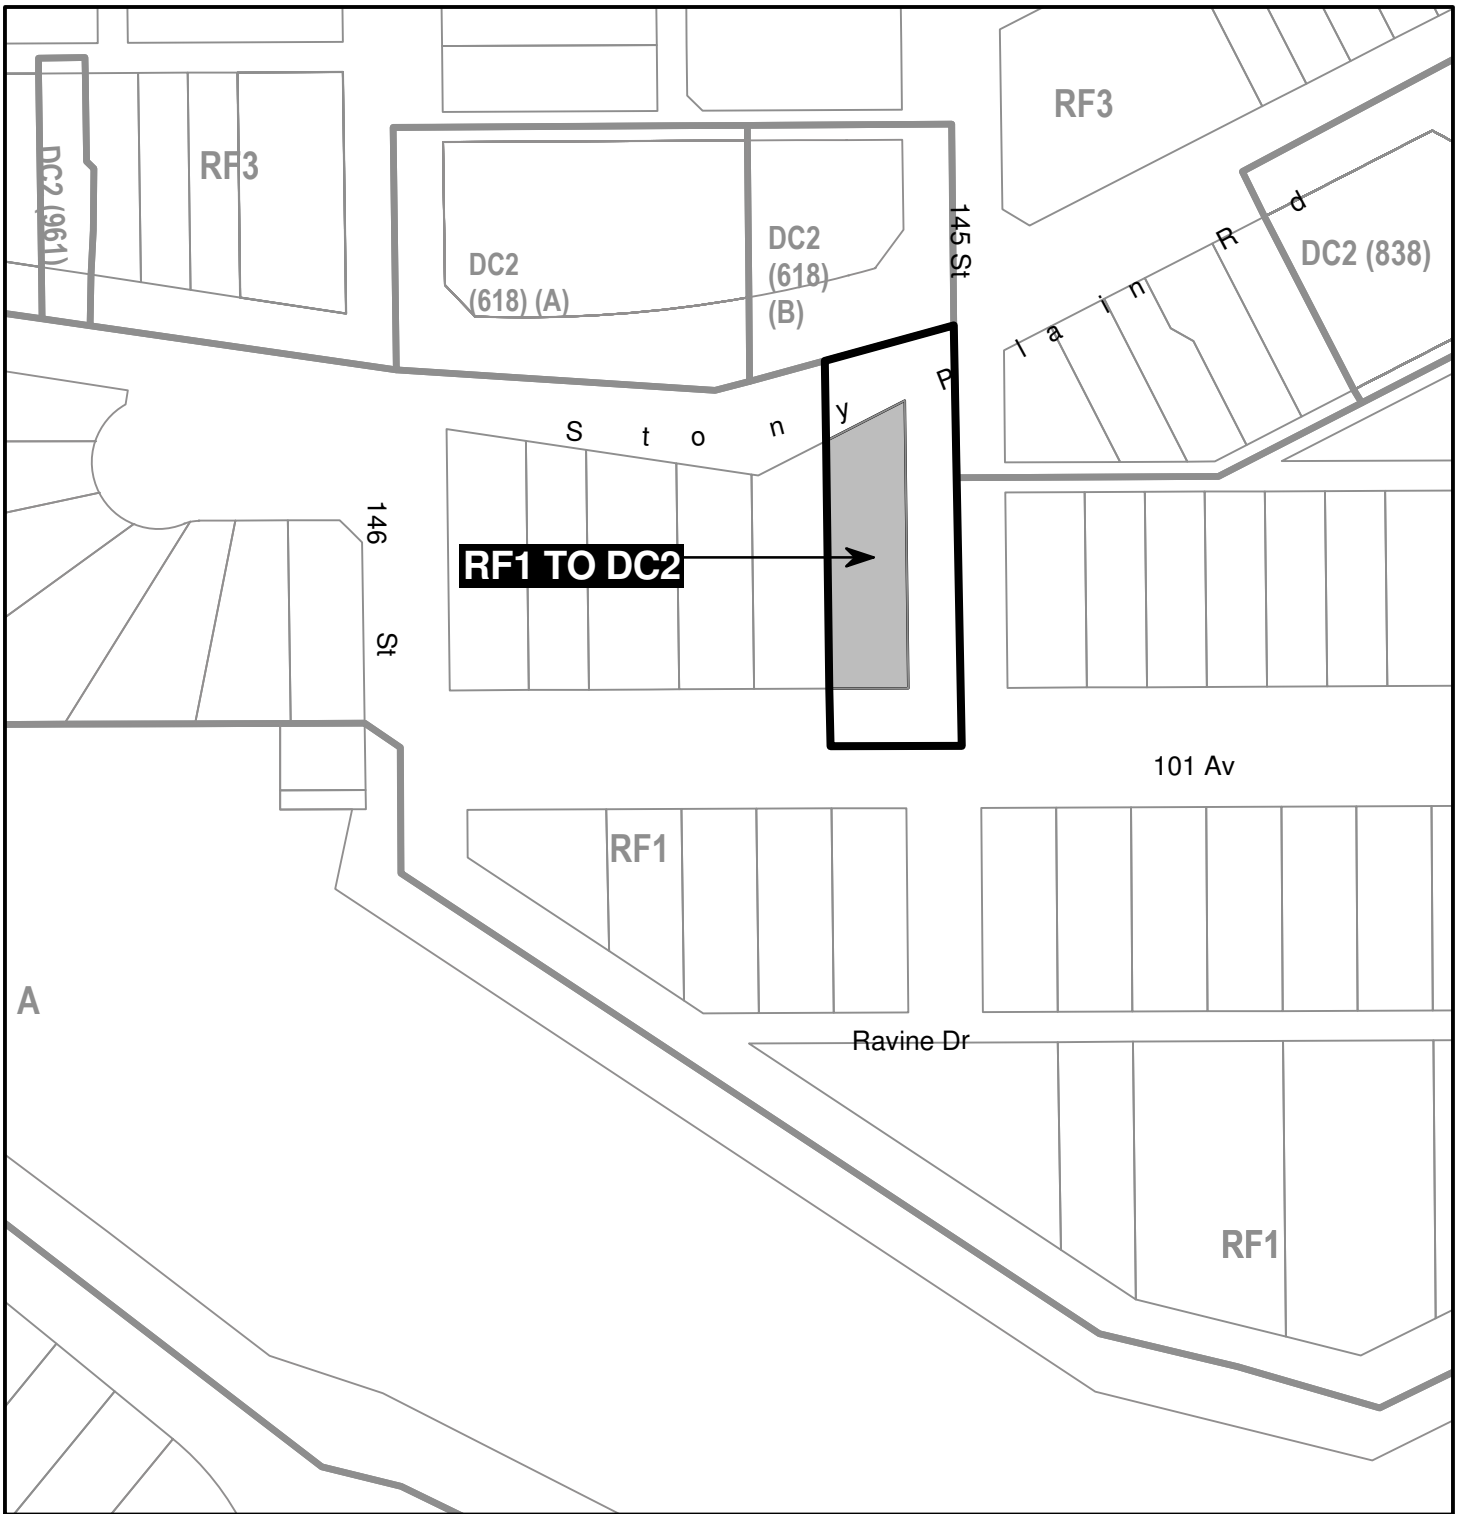 RF3
DC2 (961)
RF3
DC2
(618) (A)
DC2
(618)
(B)
145 St
DC2 (838)
Stony Plain Rd
146 St
RF1 TO DC2
101 Av
RF1
A
Ravine Dr
RF1